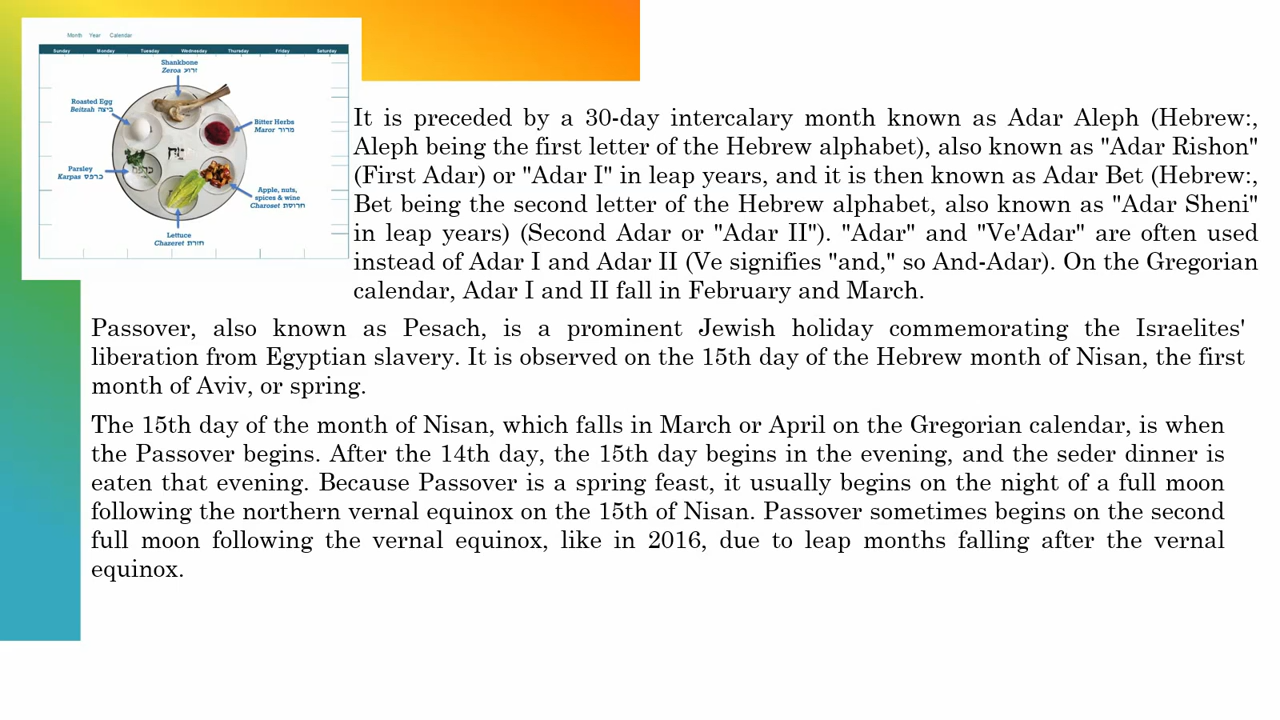 Month Year Calendar
Sunday Monday Tuesday Wednesday Thursday Friday Saturday
Shankbone
Zeroa זרוע
Roasted Egg
Beitzah ביצה
Bitter Herbs
Maror מרור
Parsley
Karpas כרפס
Apple, nuts,
spices & wine
Charoset חרוסת
Lettuce
Chazeret חזרת
It is preceded by a 30-day intercalary month known as Adar Aleph (Hebrew:,
Aleph being the first letter of the Hebrew alphabet), also known as "Adar Rishon"
(First Adar) or "Adar I" in leap years, and it is then known as Adar Bet (Hebrew:,
Bet being the second letter of the Hebrew alphabet, also known as "Adar Sheni"
in leap years) (Second Adar or "Adar II"). "Adar" and "Ve'Adar" are often used
instead of Adar I and Adar II (Ve signifies "and," so And-Adar). On the Gregorian
calendar, Adar I and II fall in February and March.
Passover, also known as Pesach, is a prominent Jewish holiday commemorating the Israelites'
liberation from Egyptian slavery. It is observed on the 15th day of the Hebrew month of Nisan, the first
month of Aviv, or spring.
The 15th day of the month of Nisan, which falls in March or April on the Gregorian calendar, is when
the Passover begins. After the 14th day, the 15th day begins in the evening, and the seder dinner is
eaten that evening. Because Passover is a spring feast, it usually begins on the night of a full moon
following the northern vernal equinox on the 15th of Nisan. Passover sometimes begins on the second
full moon following the vernal equinox, like in 2016, due to leap months falling after the vernal
equinox.